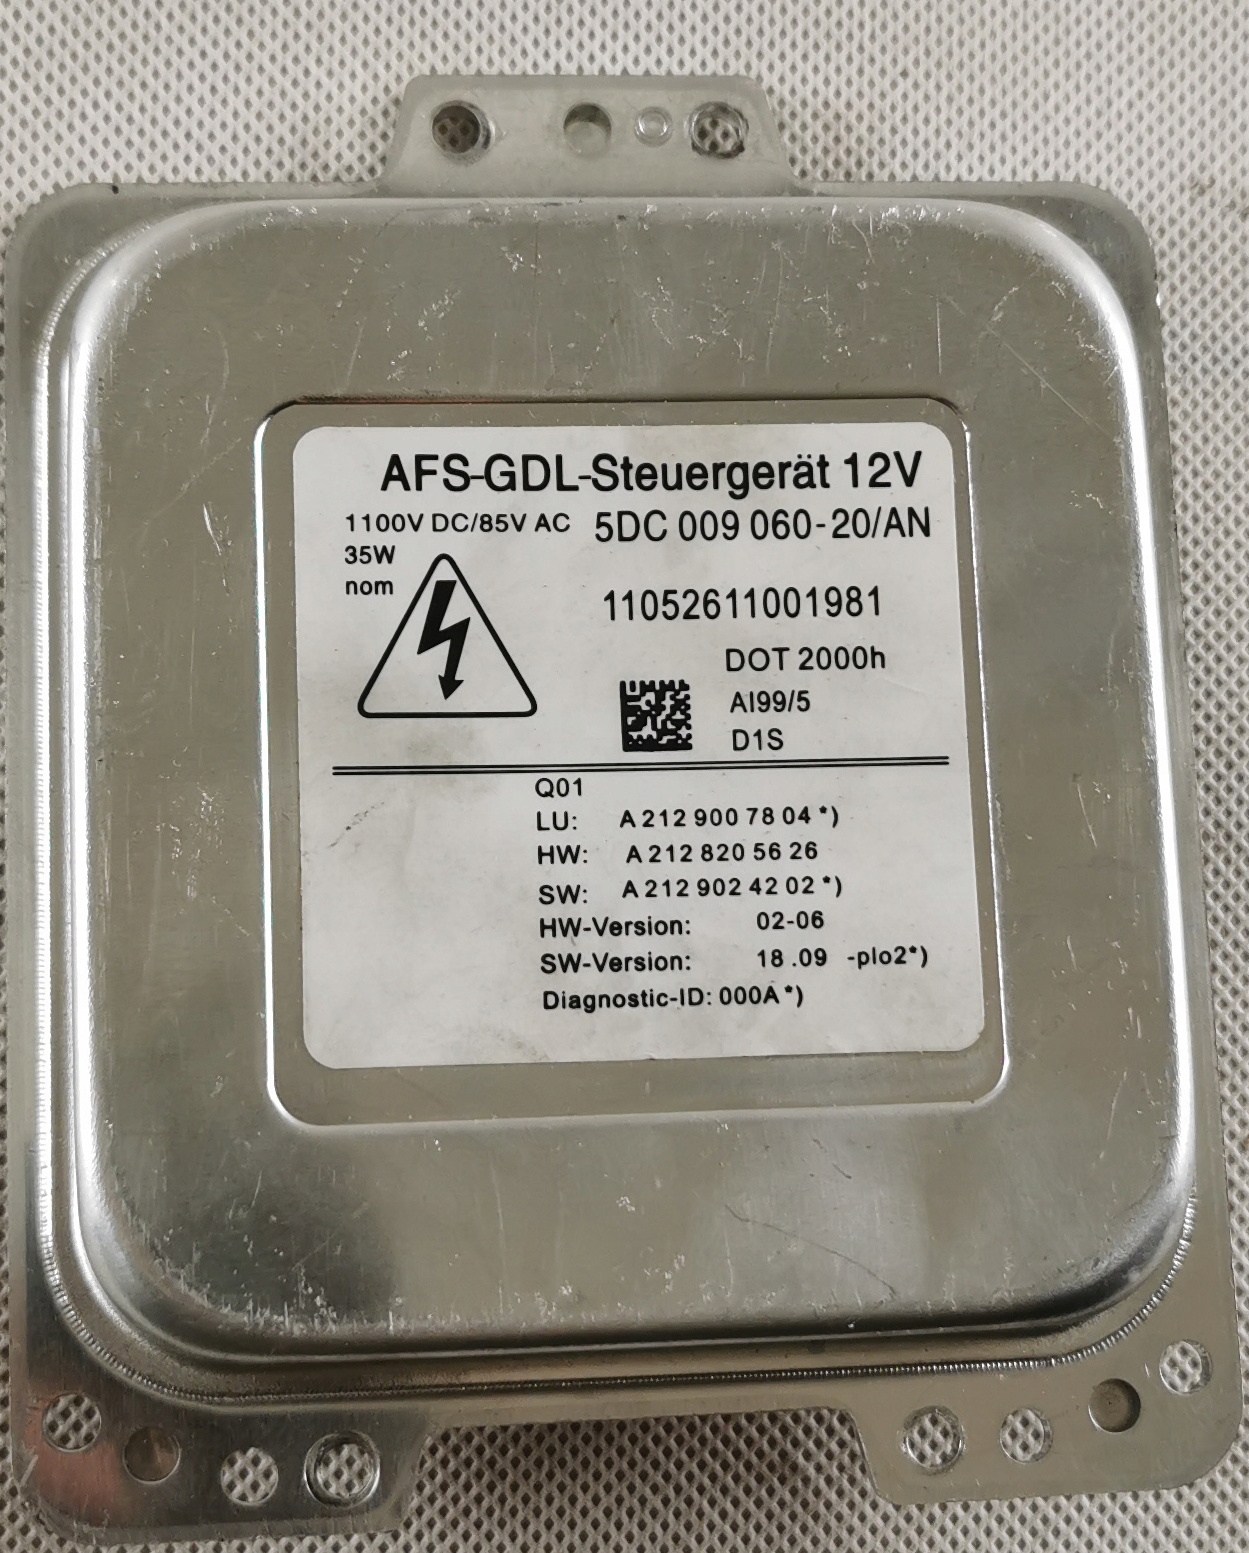 AFS-GDL-Steuergerät 12V
1100V DC/85V AC 5DC 009 060-20/AN
35W
nom
11052611001981
DOT 2000h
AI99/5
D1S
Q01
LU: A 212 900 78 04 *)
HW: A 212 820 56 26
SW: A 212 902 42 02 *)
HW-Version: 02-06
SW-Version: 18 .09 -plo2*)
Diagnostic-ID: 000A *)